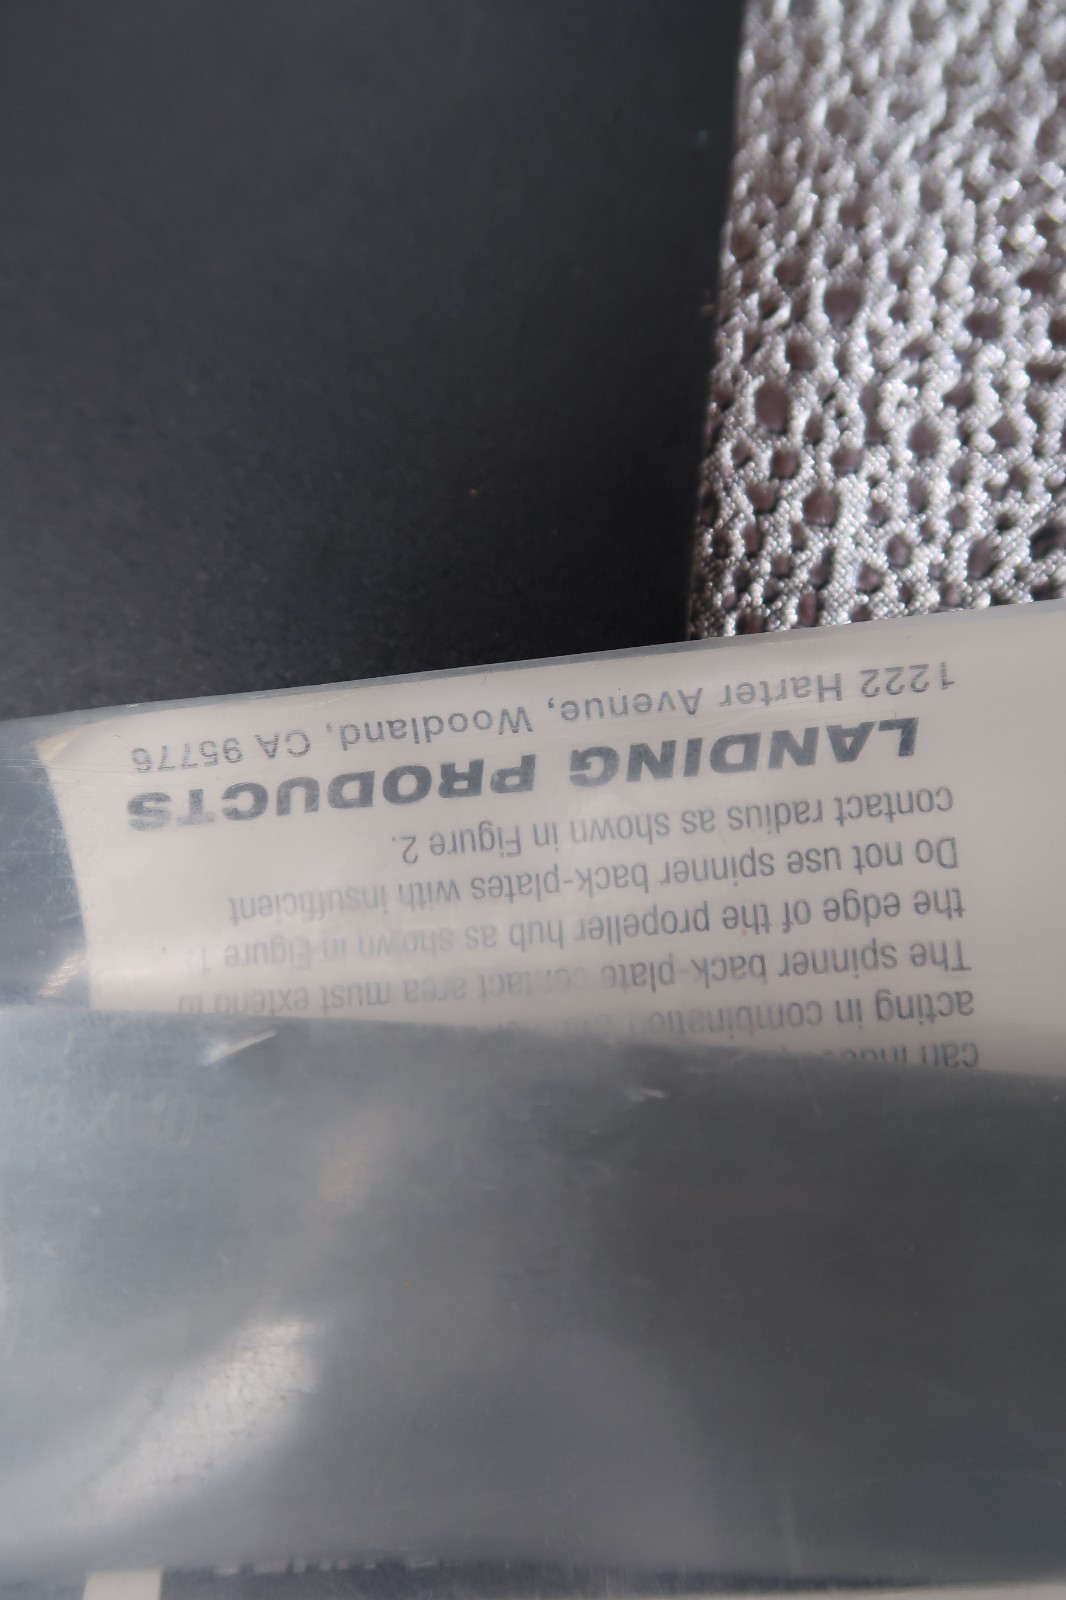 can
acting in combination
The spinner back-plate contact area must extend to
the edge of the propeller hub as shown in Figure 1.
Do not use spinner back-plates with insufficient
contact radius as shown in Figure 2.
LANDING PRODUCTS
1222 Harter Avenue, Woodland, CA 95776